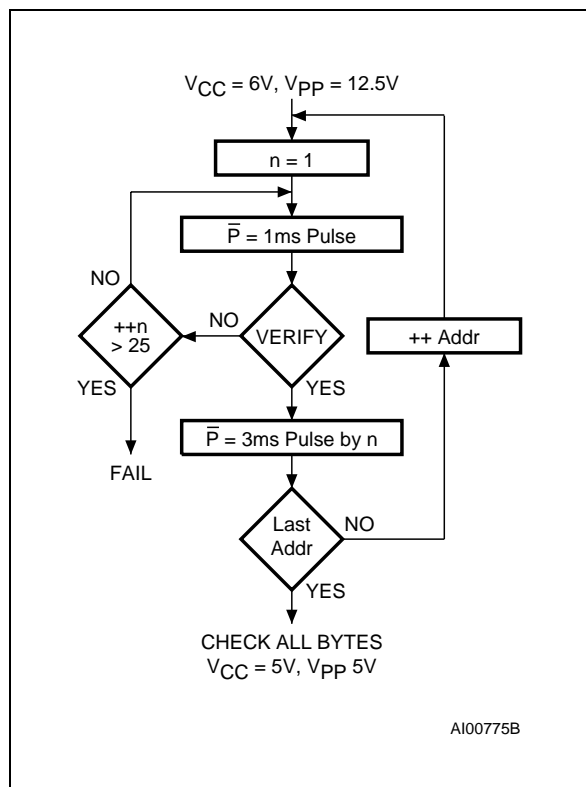 VCC = 6V, VPP = 12.5V
n = 1
P̅ = 1ms Pulse
NO
++n
> 25
NO
VERIFY
++ Addr
YES
YES
P̅ = 3ms Pulse by n
FAIL
Last
Addr
NO
YES
CHECK ALL BYTES
VCC = 5V, VPP 5V
AI00775B